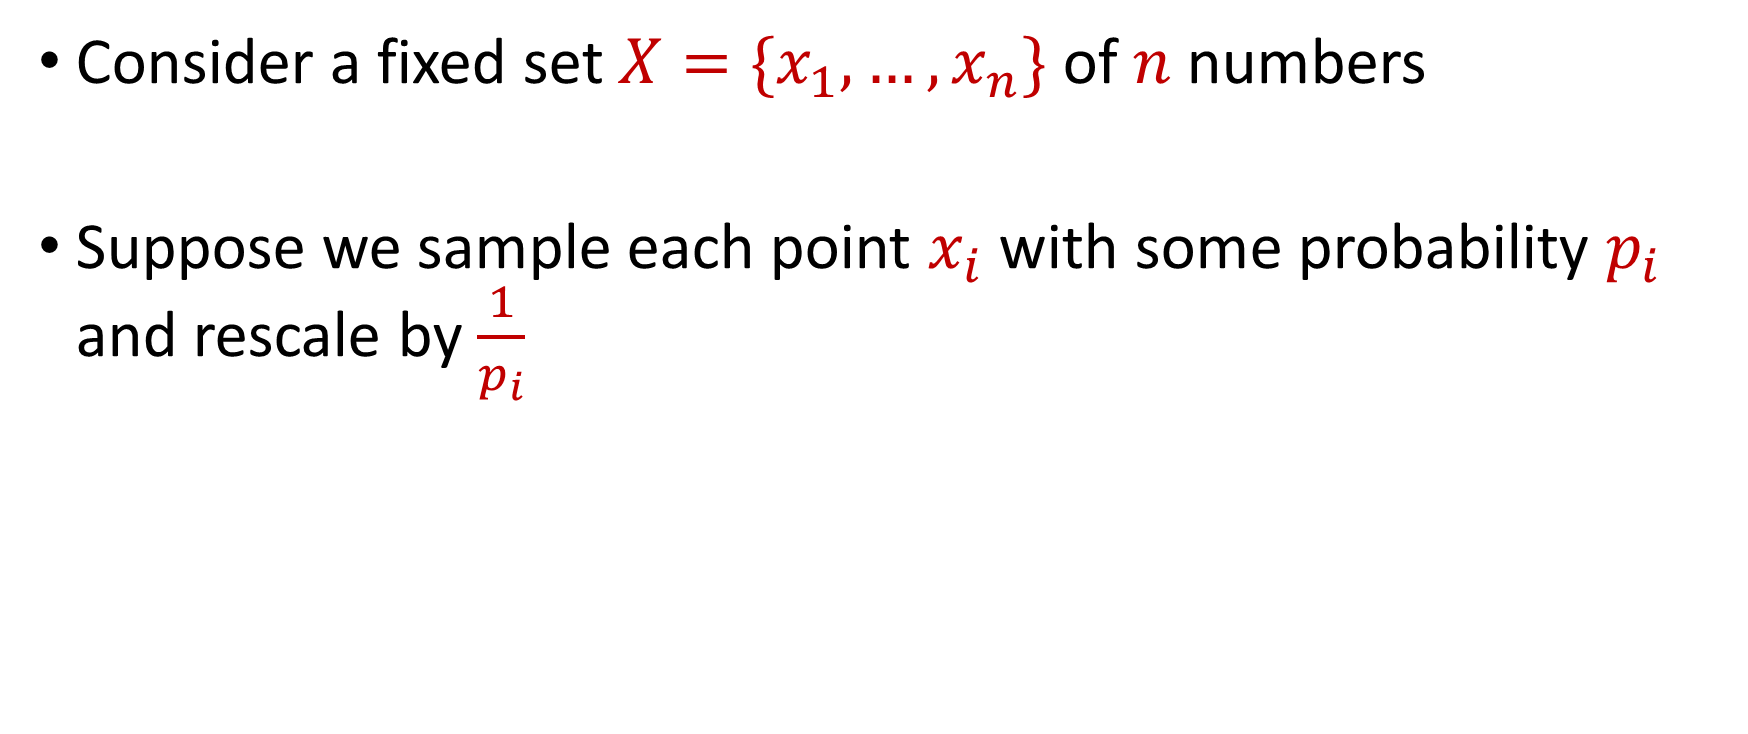 • Consider a fixed set X = {x₁, … , xₙ} of n numbers
• Suppose we sample each point xᵢ with some probability pᵢ
and rescale by 1/pᵢ